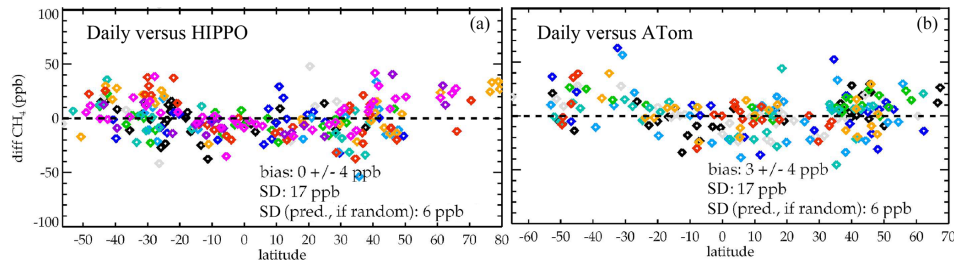 Daily versus HIPPO
(a)
diff CH4 (ppb)
100
50
0
-50
-100
bias: 0 +/- 4 ppb
SD: 17 ppb
SD (pred., if random): 6 ppb
-50 -40 -30 -20 -10 0 10 20 30 40 50 60 70 80
latitude
Daily versus ATom
(b)
bias: 3 +/- 4 ppb
SD: 17 ppb
SD (pred., if random): 6 ppb
-60 -50 -40 -30 -20 -10 0 10 20 30 40 50 60 70
latitude